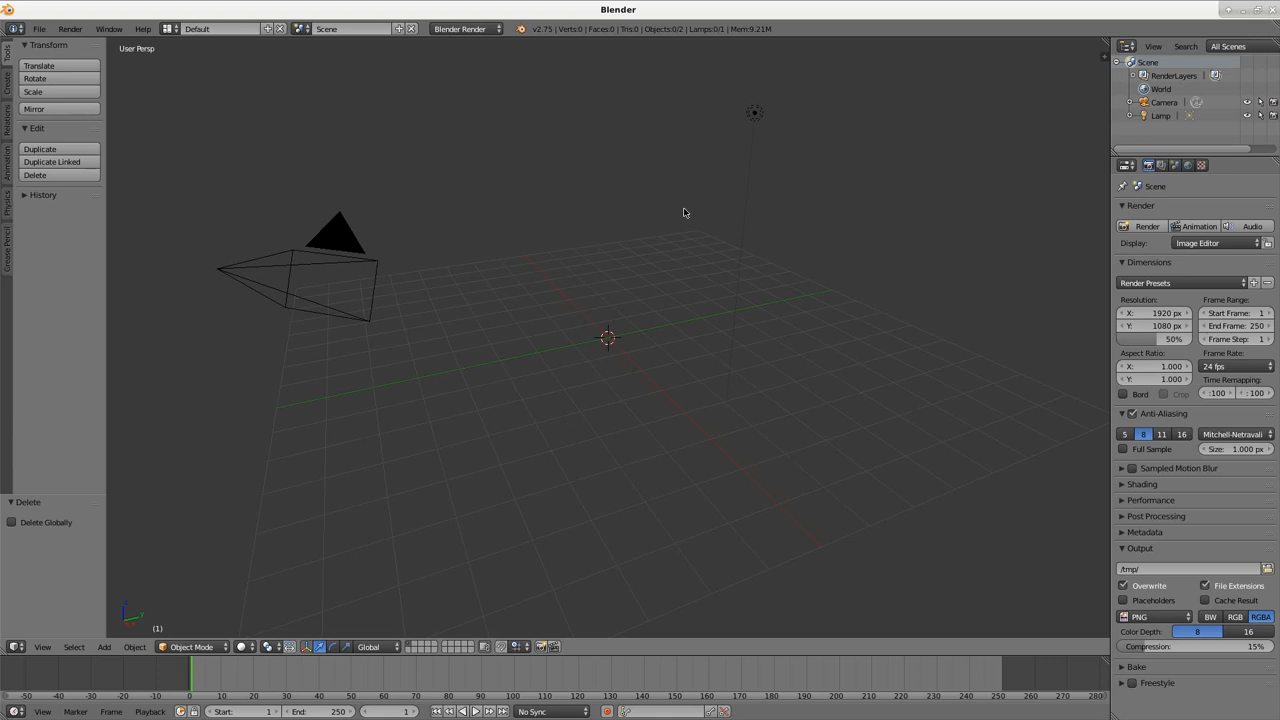 Blender
File Render Window Help Default Scene Blender Render v2.75 | Verts:0 | Faces:0 | Tris:0 | Objects:0/2 | Lamps:0/1 | Mem:9.21M
Tools
Create
Relations
Animation
Physics
Grease Pencil
Transform
Translate
Rotate
Scale
Mirror
Edit
Duplicate
Duplicate Linked
Delete
History
Delete
Delete Globally
User Persp
(1)
View Select Add Object Object Mode Global
-50 -40 -30 -20 -10 0 10 20 30 40 50 60 70 80 90 100 110 120 130 140 150 160 170 180 190 200 210 220 230 240 250 260 270 280
View Marker Frame Playback Start: 1 End: 250 1 No Sync
View Search All Scenes
Scene
RenderLayers
World
Camera
Lamp
Scene
Render
Render Animation Audio
Display: Image Editor
Dimensions
Render Presets
Resolution: Frame Range:
X: 1920 px Start Frame: 1
Y: 1080 px End Frame: 250
50% Frame Step: 1
Aspect Ratio: Frame Rate:
X: 1.000 24 fps
Y: 1.000 Time Remapping:
Bord Crop :100 : 100
Anti-Aliasing
5 8 11 16 Mitchell-Netravali
Full Sample Size: 1.000 px
Sampled Motion Blur
Shading
Performance
Post Processing
Metadata
Output
/tmp/
Overwrite File Extensions
Placeholders Cache Result
PNG BW RGB RGBA
Color Depth: 8 16
Compression: 15%
Bake
Freestyle